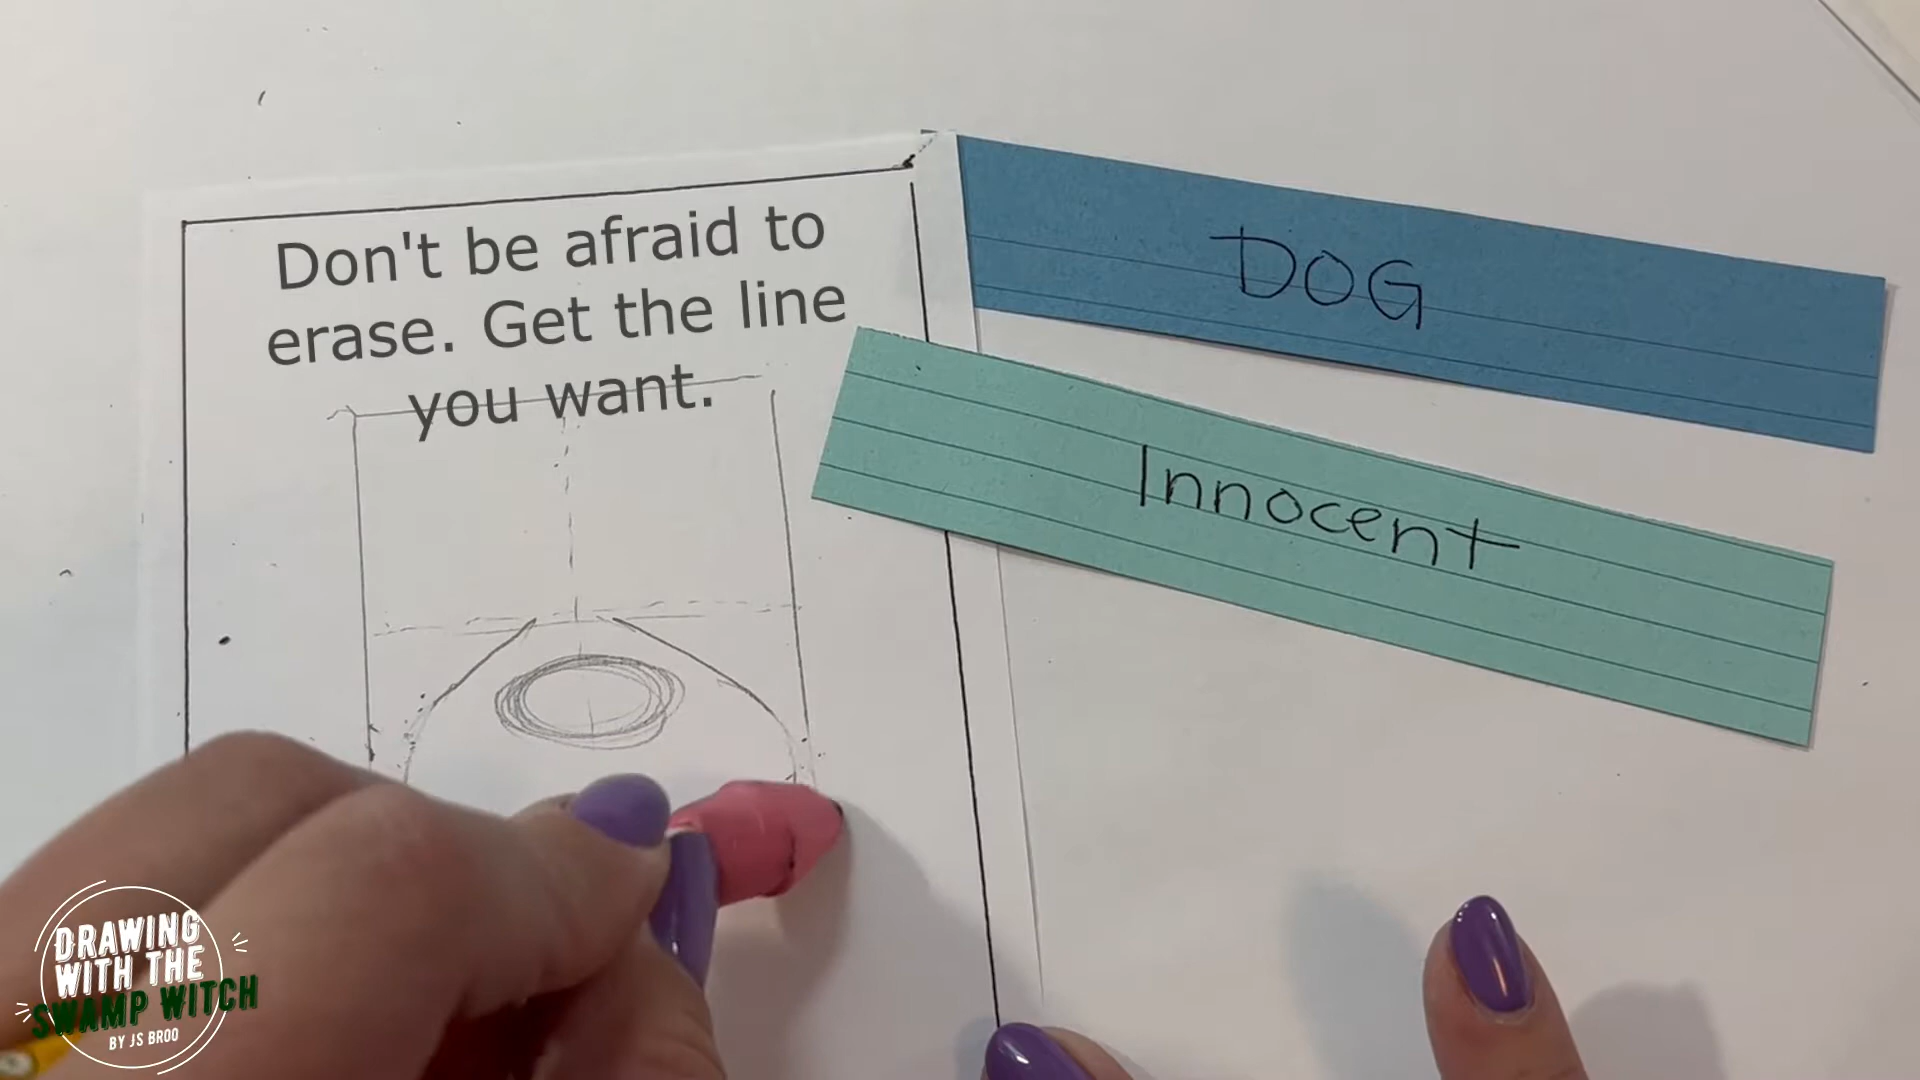 Don't be afraid to
erase. Get the line
you want.
DOG
Innocent
DRAWING
WITH THE
SWAMP WITCH
BY JS BROO